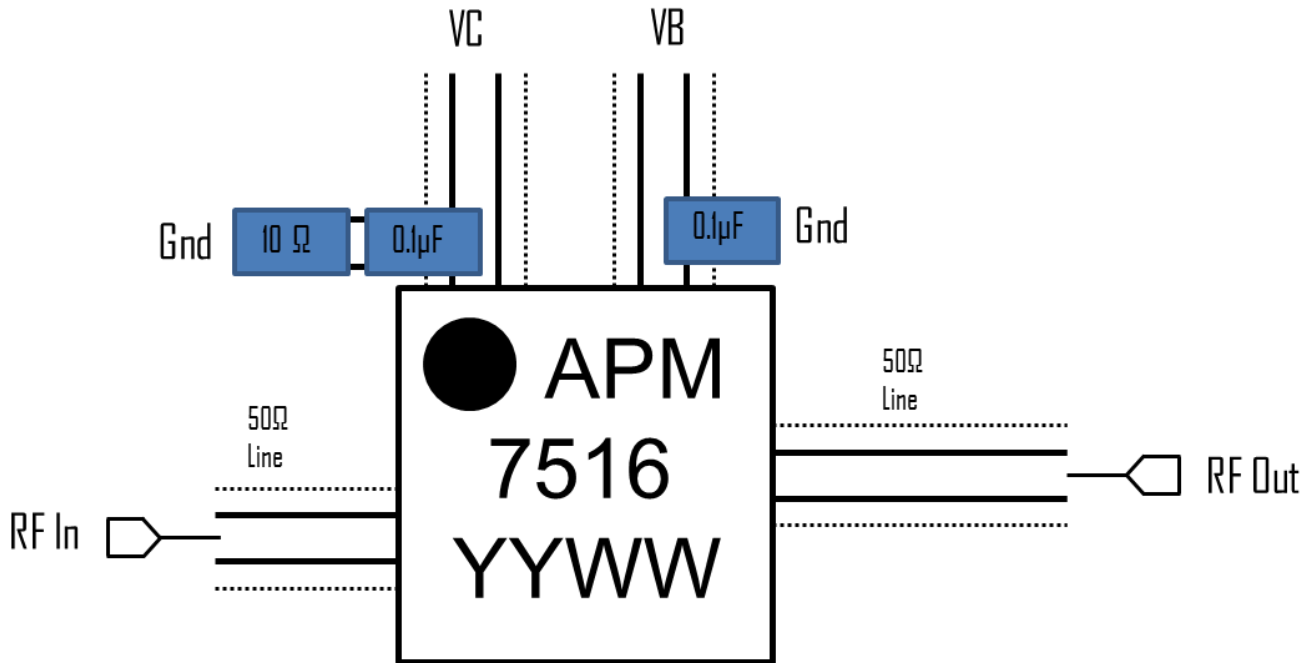 VC
VB
Gnd
10 Ω
0.1µF
0.1µF
Gnd
APM
7516
YYWW
50Ω
Line
50Ω
Line
RF In
RF Out